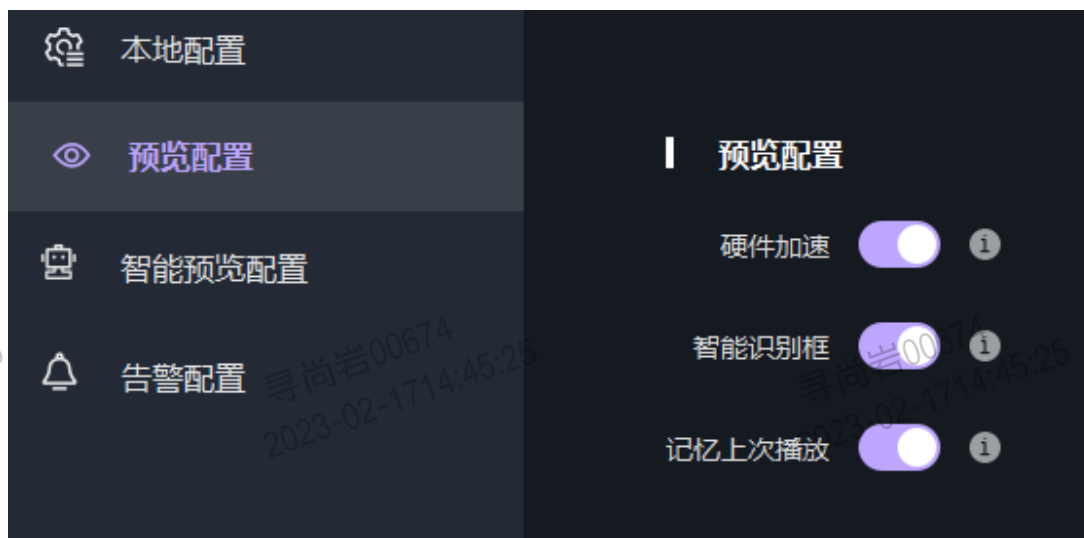 本地配置
预览配置
智能预览配置
告警配置
预览配置
硬件加速
智能识别框
记忆上次播放
寻尚岩00674
2023-02-1714:45:25
寻尚岩00674
2023-02-1714:45:25